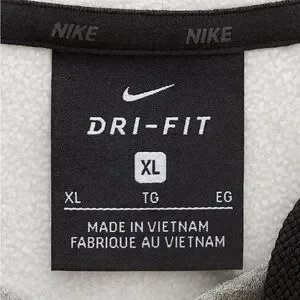 NIKE NIKE
DRI-FIT
XL
XL TG EG
MADE IN VIETNAM
FABRIQUE AU VIETNAM